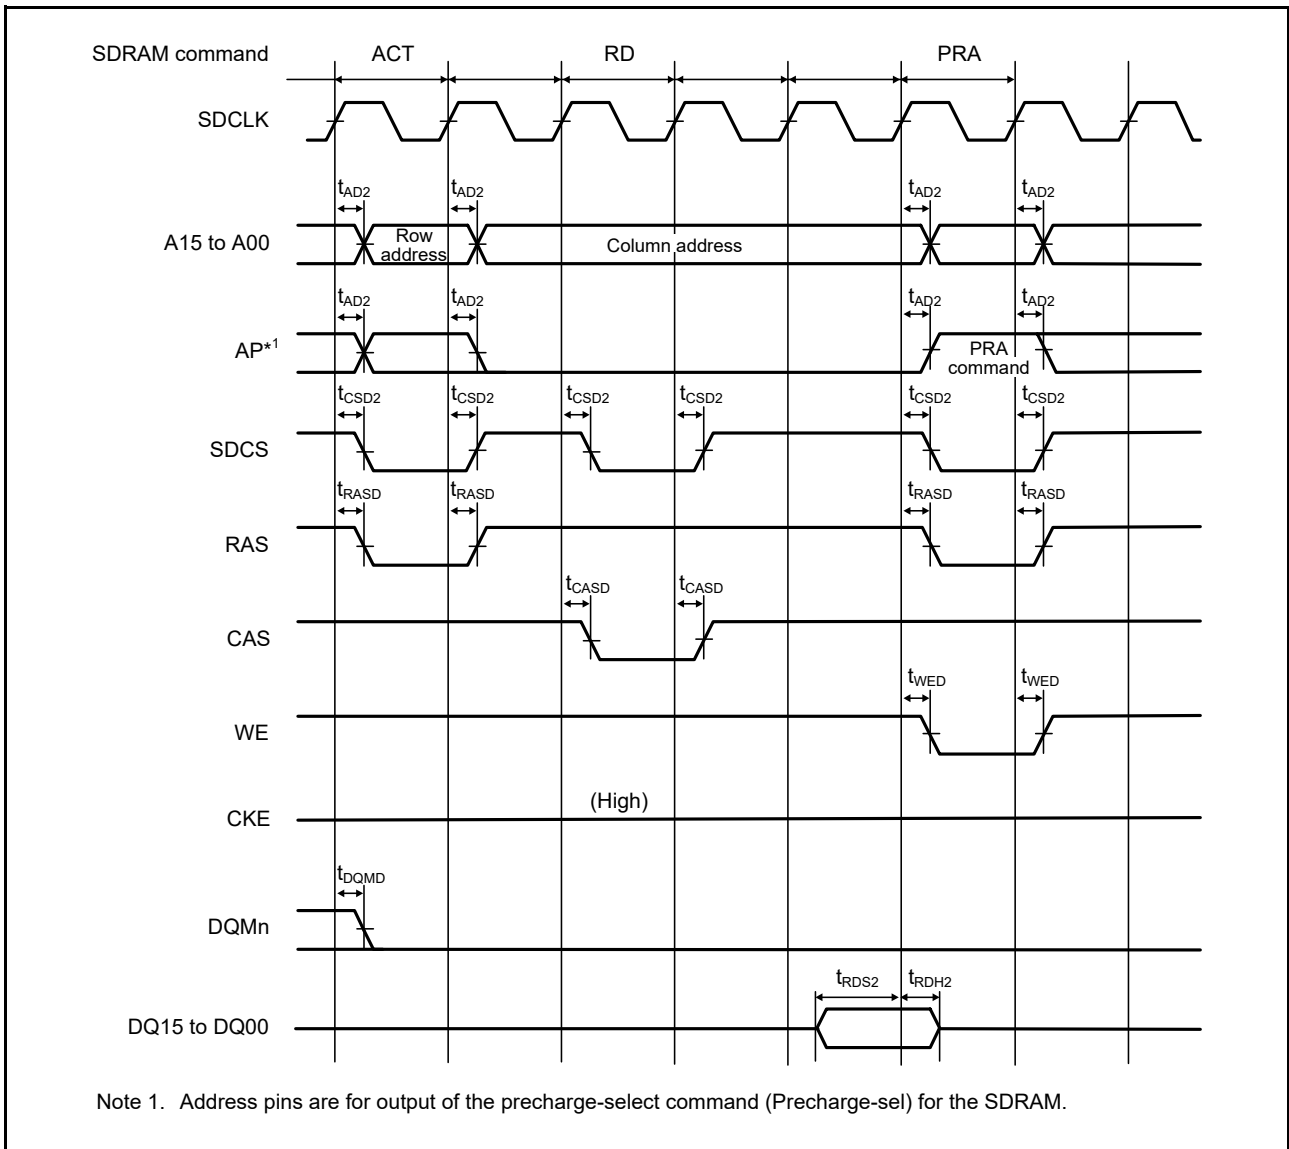 SDRAM command ACT RD PRA
SDCLK
tAD2 tAD2 tAD2 tAD2
A15 to A00 Row address Column address
tAD2 tAD2 tAD2 tAD2
AP*1 PRA command
tCSD2 tCSD2 tCSD2 tCSD2 tCSD2 tCSD2
SDCS
tRASD tRASD tRASD tRASD
RAS
tCASD tCASD
CAS
tWED tWED
WE
(High)
CKE
tDQMD
DQMn
tRDS2 tRDH2
DQ15 to DQ00
Note 1. Address pins are for output of the precharge-select command (Precharge-sel) for the SDRAM.